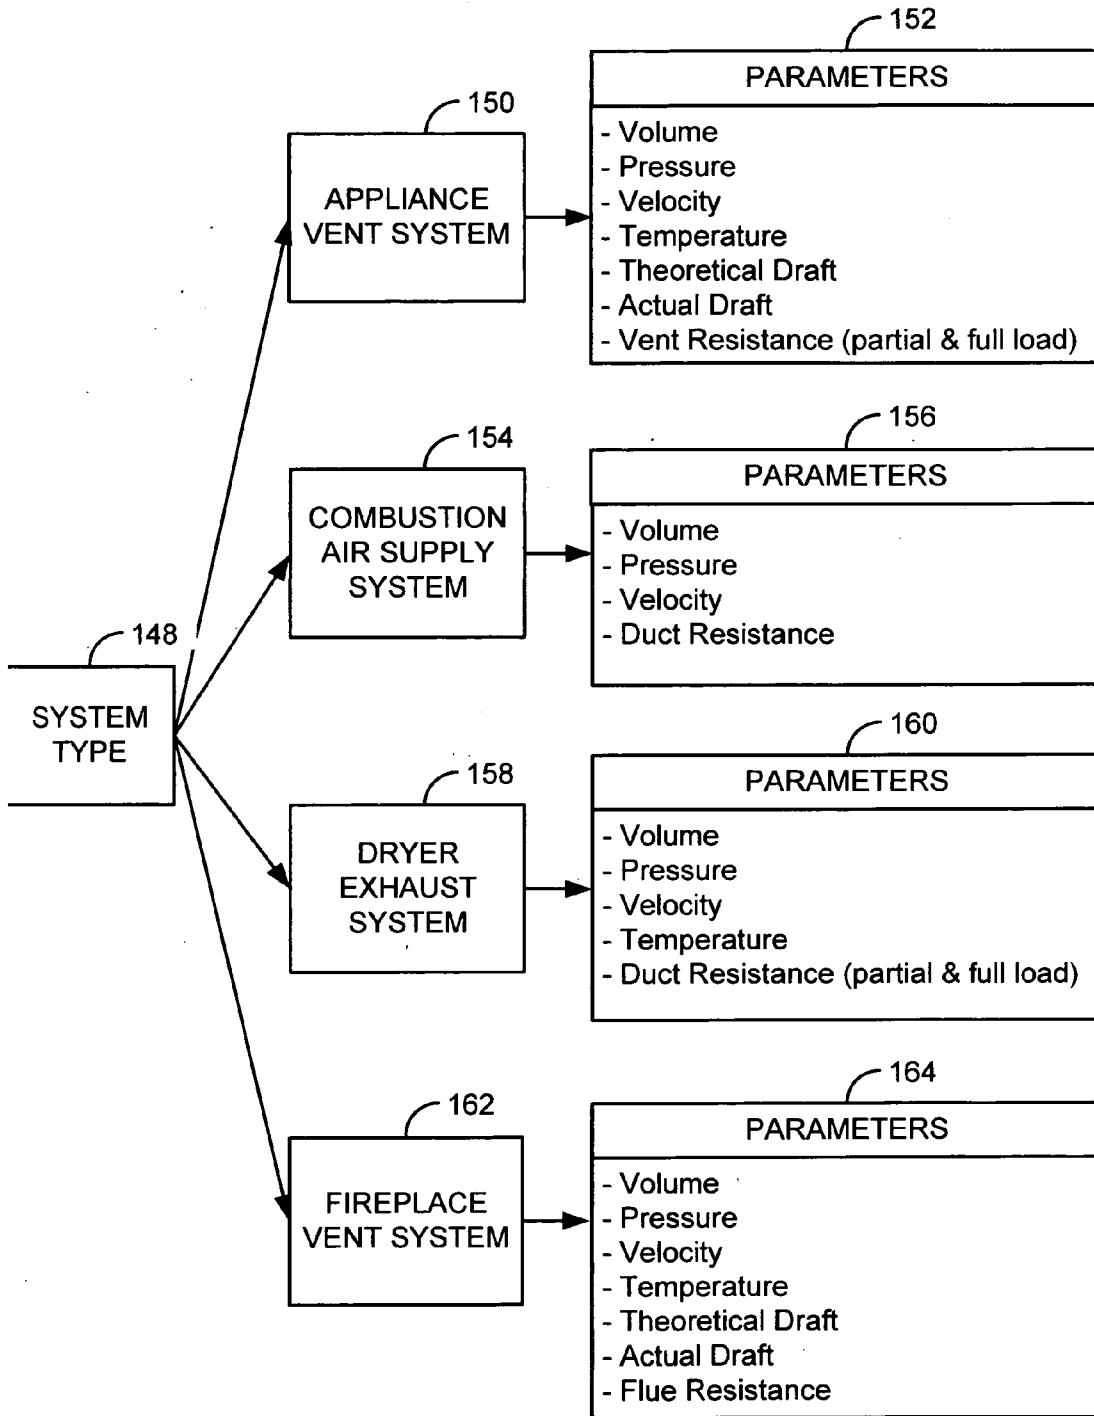 152
PARAMETERS
150
APPLIANCE
VENT SYSTEM
- Volume
- Pressure
- Velocity
- Temperature
- Theoretical Draft
- Actual Draft
- Vent Resistance (partial & full load)
154
COMBUSTION
AIR SUPPLY
SYSTEM
156
PARAMETERS
- Volume
- Pressure
- Velocity
- Duct Resistance
148
SYSTEM
TYPE
158
DRYER
EXHAUST
SYSTEM
160
PARAMETERS
- Volume
- Pressure
- Velocity
- Temperature
- Duct Resistance (partial & full load)
162
FIREPLACE
VENT SYSTEM
164
PARAMETERS
- Volume
- Pressure
- Velocity
- Temperature
- Theoretical Draft
- Actual Draft
- Flue Resistance